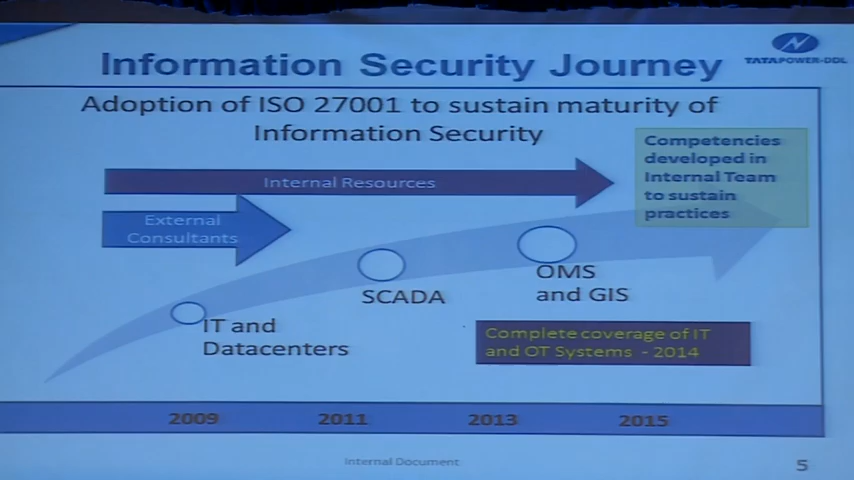 Information Security Journey
TATA POWER-DDL
Adoption of ISO 27001 to sustain maturity of
Information Security
Competencies
developed in
Internal Team
to sustain
practices
Internal Resources
External
Consultants
OMS
and GIS
SCADA
IT and
Datacenters
Complete coverage of IT
and OT Systems - 2014
2009 2011 2013 2015
Internal Document
5